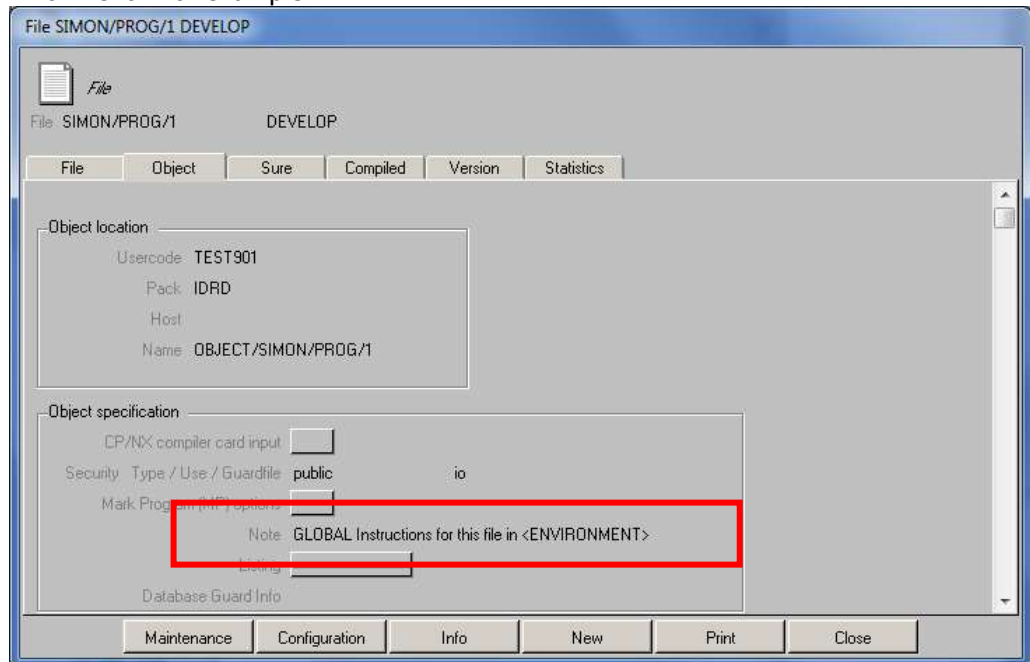 File SIMON/PROG/1 DEVELOP
File
File SIMON/PROG/1 DEVELOP
File Object Sure Compiled Version Statistics
Object location
Usercode TEST901
Pack IDRD
Host
Name OBJECT/SIMON/PROG/1
Object specification
CP/NX compiler card input
Security Type / Use / Guardfile public io
Mark Program (MP) options
Note GLOBAL Instructions for this file in <ENVIRONMENT>
Listing
Database Guard Info
Maintenance Configuration Info New Print Close